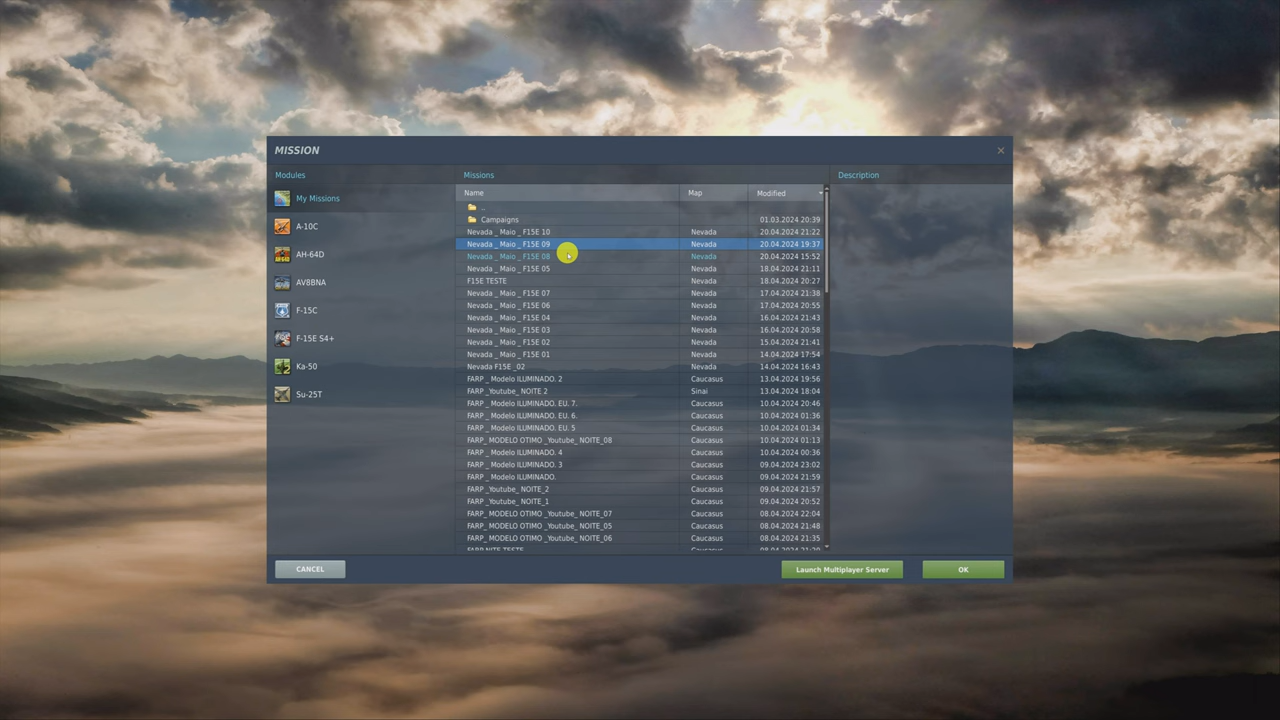 MISSION
Modules
Missions
Description
My Missions
A-10C
AH-64D
AV8BNA
F-15C
F-15E S4+
Ka-50
Su-25T
Name Map Modified
..
Campaigns 01.03.2024 20:39
Nevada _ Maio _ F15E 10 Nevada 20.04.2024 21:22
Nevada _ Maio _ F15E 09 Nevada 20.04.2024 19:37
Nevada _ Maio _ F15E 08 Nevada 20.04.2024 15:52
Nevada _ Maio _ F15E 05 Nevada 18.04.2024 21:11
F15E TESTE Nevada 18.04.2024 20:27
Nevada _ Maio _ F15E 07 Nevada 17.04.2024 21:38
Nevada _ Maio _ F15E 06 Nevada 17.04.2024 20:55
Nevada _ Maio _ F15E 04 Nevada 16.04.2024 21:43
Nevada _ Maio _ F15E 03 Nevada 16.04.2024 20:58
Nevada _ Maio _ F15E 02 Nevada 15.04.2024 21:41
Nevada _ Maio _ F15E 01 Nevada 14.04.2024 17:54
Nevada F15E _02 Nevada 14.04.2024 16:43
FARP _ Modelo ILUMINADO. 2 Caucasus 13.04.2024 19:56
FARP _Youtube_ NOITE 2 Sinai 13.04.2024 18:04
FARP _ Modelo ILUMINADO. EU. 7. Caucasus 10.04.2024 20:46
FARP _ Modelo ILUMINADO. EU. 6. Caucasus 10.04.2024 01:36
FARP _ Modelo ILUMINADO. EU. 5 Caucasus 10.04.2024 01:34
FARP_ MODELO OTIMO _Youtube_ NOITE_08 Caucasus 10.04.2024 01:13
FARP _ Modelo ILUMINADO. 4 Caucasus 10.04.2024 00:36
FARP _ Modelo ILUMINADO. 3 Caucasus 09.04.2024 23:02
FARP _ Modelo ILUMINADO. Caucasus 09.04.2024 21:59
FARP _Youtube_ NOITE_2 Caucasus 09.04.2024 21:57
FARP _Youtube_ NOITE_1 Caucasus 09.04.2024 20:52
FARP_ MODELO OTIMO _Youtube_ NOITE_07 Caucasus 08.04.2024 22:04
FARP_ MODELO OTIMO _Youtube_ NOITE_05 Caucasus 08.04.2024 21:48
FARP_ MODELO OTIMO _Youtube_ NOITE_06 Caucasus 08.04.2024 21:35
FARP NITE TESTE Caucasus 08.04.2024
CANCEL
Launch Multiplayer Server
OK